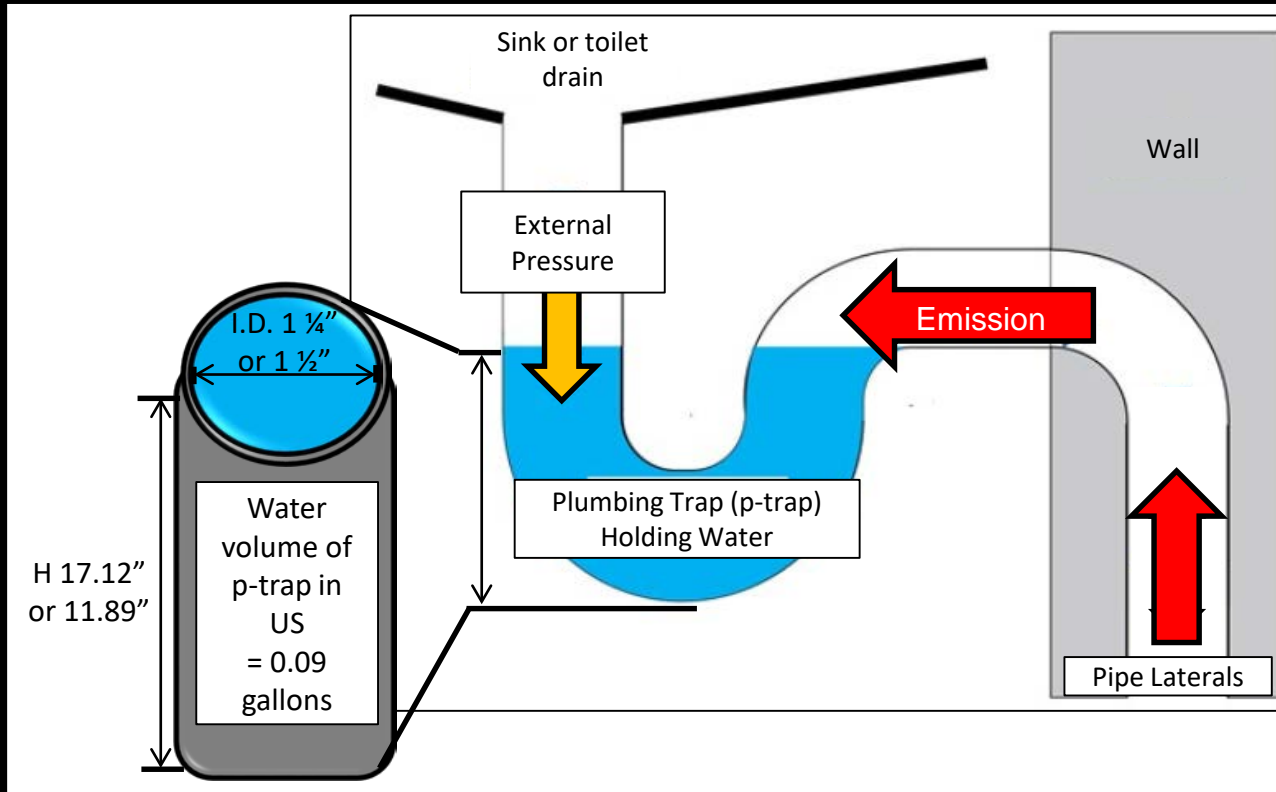 Sink or toilet
drain
Wall
External
Pressure
Emission
I.D. 1 ¼”
or 1 ½”
Water
volume of
p-trap in
US
= 0.09
gallons
H 17.12”
or 11.89”
Plumbing Trap (p-trap)
Holding Water
Pipe Laterals